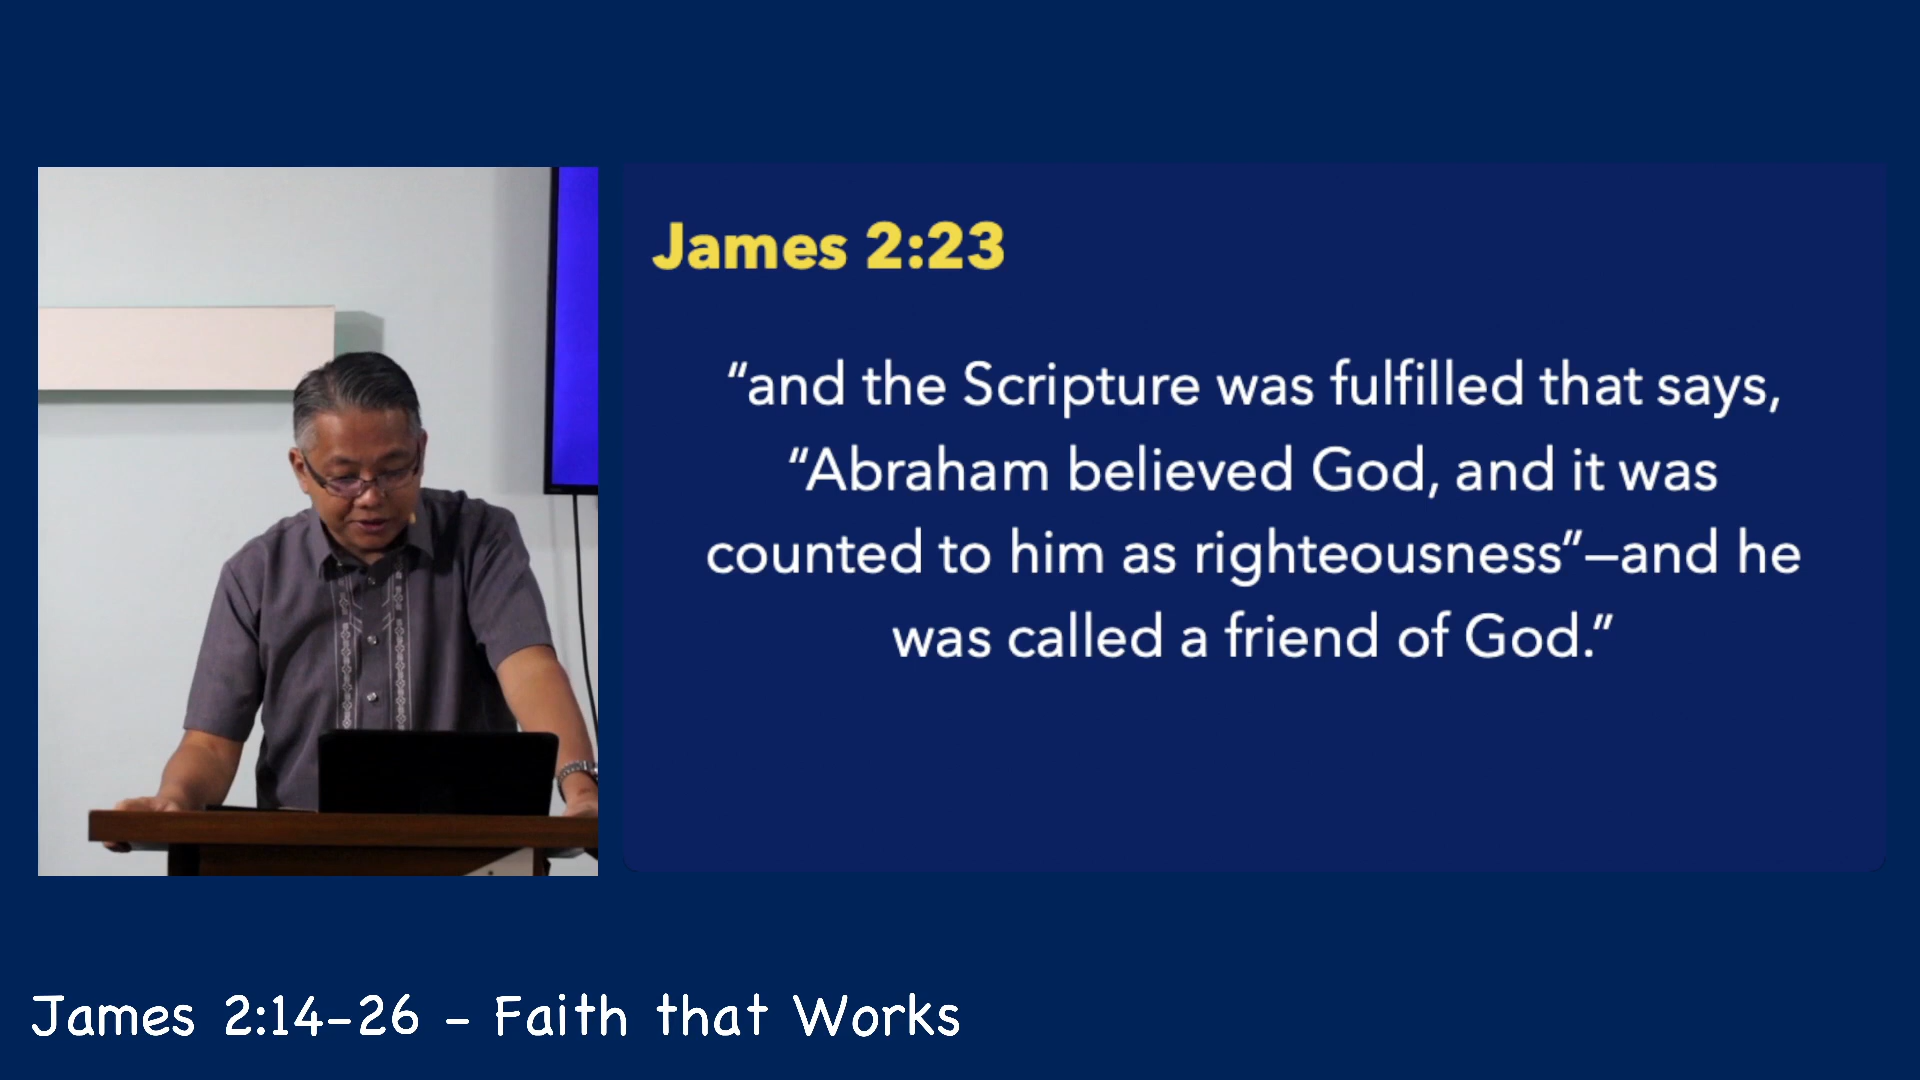 James 2:23
“and the Scripture was fulfilled that says,
“Abraham believed God, and it was
counted to him as righteousness”—and he
was called a friend of God.”
James 2:14-26 - Faith that Works